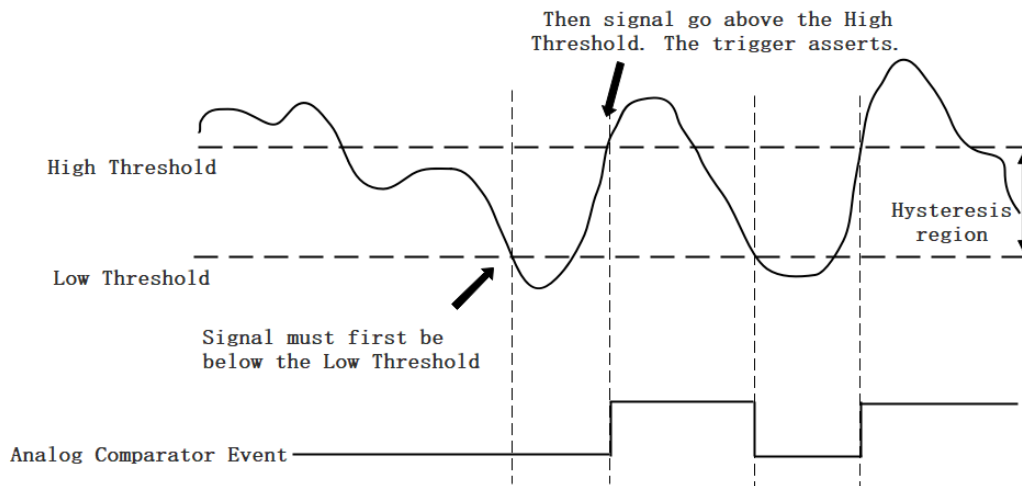 Then signal go above the High
Threshold. The trigger asserts.
High Threshold
Hysteresis
region
Low Threshold
Signal must first be
below the Low Threshold
Analog Comparator Event